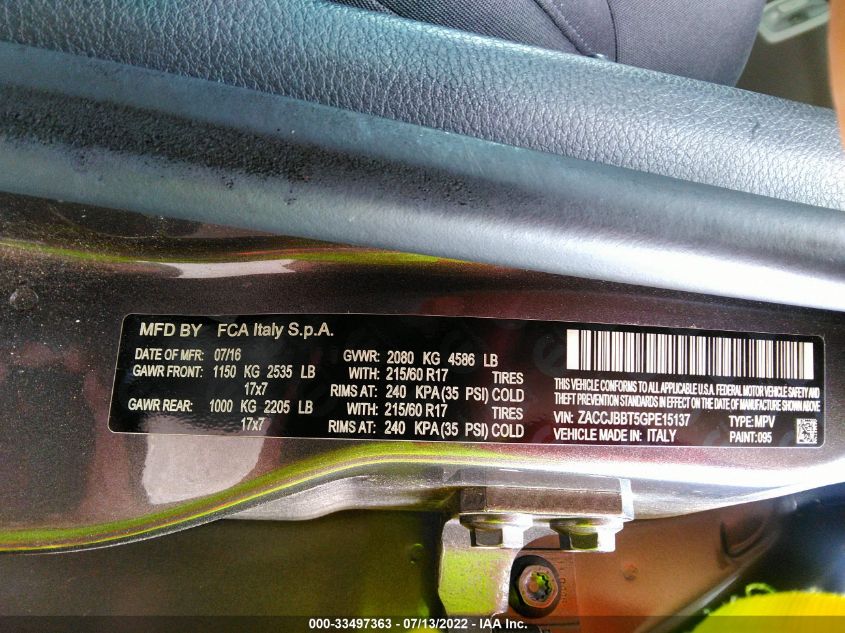 MFD BY FCA Italy S.p.A.
DATE OF MFR: 07/16 GVWR: 2080 KG 4586 LB
GAWR FRONT: 1150 KG 2535 LB WITH: 215/60 R17 TIRES
17x7 RIMS AT: 240 KPA(35 PSI) COLD
GAWR REAR: 1000 KG 2205 LB WITH: 215/60 R17 TIRES
17x7 RIMS AT: 240 KPA(35 PSI) COLD
THIS VEHICLE CONFORMS TO ALL APPLICABLE U.S.A. FEDERAL MOTOR VEHICLE SAFETY AND
THEFT PREVENTION STANDARDS IN EFFECT ON THE DATE OF MANUFACTURE SHOWN ABOVE.
VIN: ZACCJBBT5GPE15137 TYPE: MPV
VEHICLE MADE IN: ITALY PAINT: 095
000-33497363 - 07/13/2022 - IAA Inc.